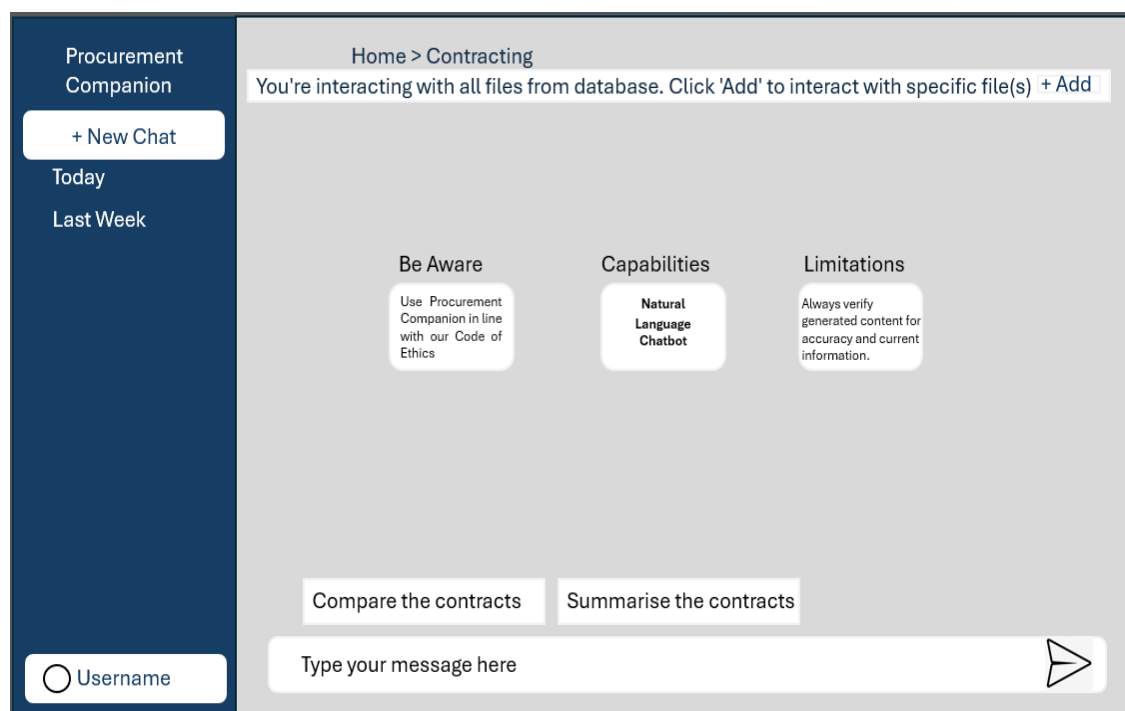 Procurement
Companion
+ New Chat
Today
Last Week
Username
Home > Contracting
You're interacting with all files from database. Click 'Add' to interact with specific file(s) + Add
Be Aware
Use Procurement
Companion in line
with our Code of
Ethics
Capabilities
Natural
Language
Chatbot
Limitations
Always verify
generated content for
accuracy and current
information.
Compare the contracts
Summarise the contracts
Type your message here